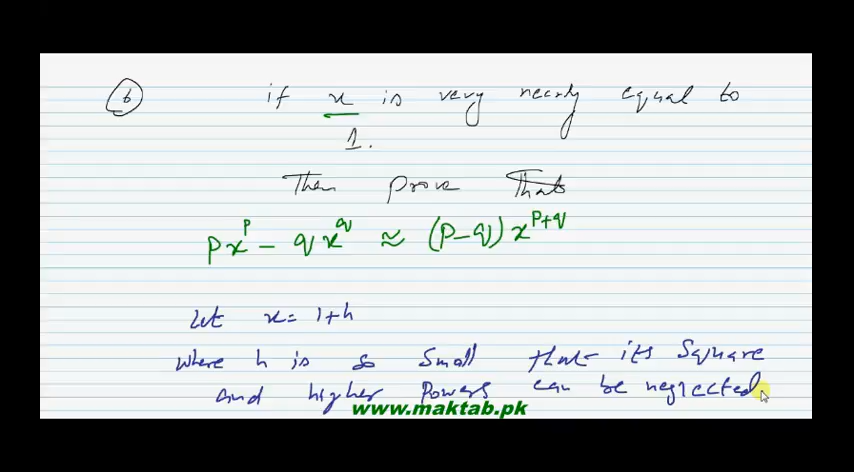 6 if x is very nearly equal to
1.
Then prove that
px^p - qx^q ≈ (p-q)x^{p+q}
Let x = 1+h
where h is so small that its square
and higher powers can be neglected.
www.maktab.pk